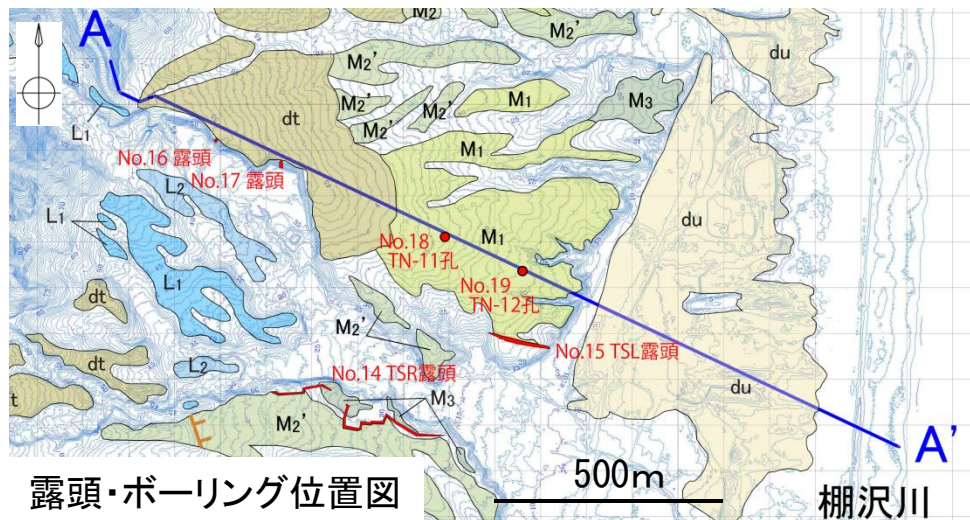 A
M₂
M₂'
du
M₂'
M₂'
M₂'
M₁
M₃
L₁
dt
M₂'
M₁
No.16 露頭
No.17 露頭
L₂
L₁
du
No.18
TN-11孔
M₁
L₁
No.19
TN-12孔
dt
M₂'
dt
L₂
No.15 TSL露頭
No.14 TSR露頭
M₃
du
M₂'
A'
露頭・ボーリング位置図
500m
棚沢川